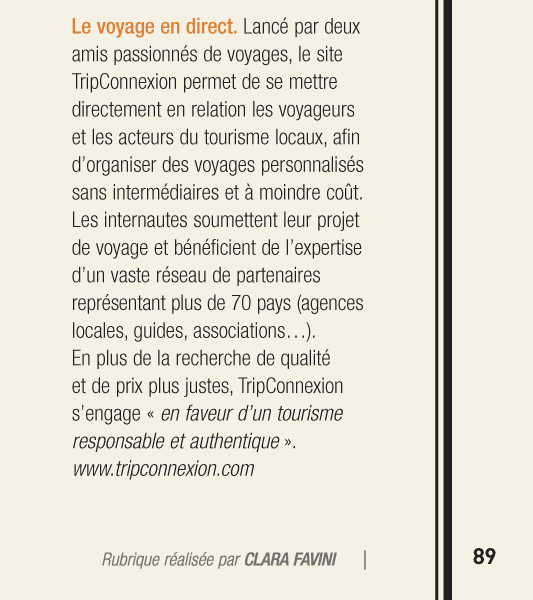 Le voyage en direct. Lancé par deux
amis passionnés de voyages, le site
TripConnexion permet de se mettre
directement en relation les voyageurs
et les acteurs du tourisme locaux, afin
d’organiser des voyages personnalisés
sans intermédiaires et à moindre coût.
Les internautes soumettent leur projet
de voyage et bénéficient de l’expertise
d’un vaste réseau de partenaires
représentant plus de 70 pays (agences
locales, guides, associations…).
En plus de la recherche de qualité
et de prix plus justes, TripConnexion
s’engage « en faveur d’un tourisme
responsable et authentique ».
www.tripconnexion.com
Rubrique réalisée par CLARA FAVINI | 89